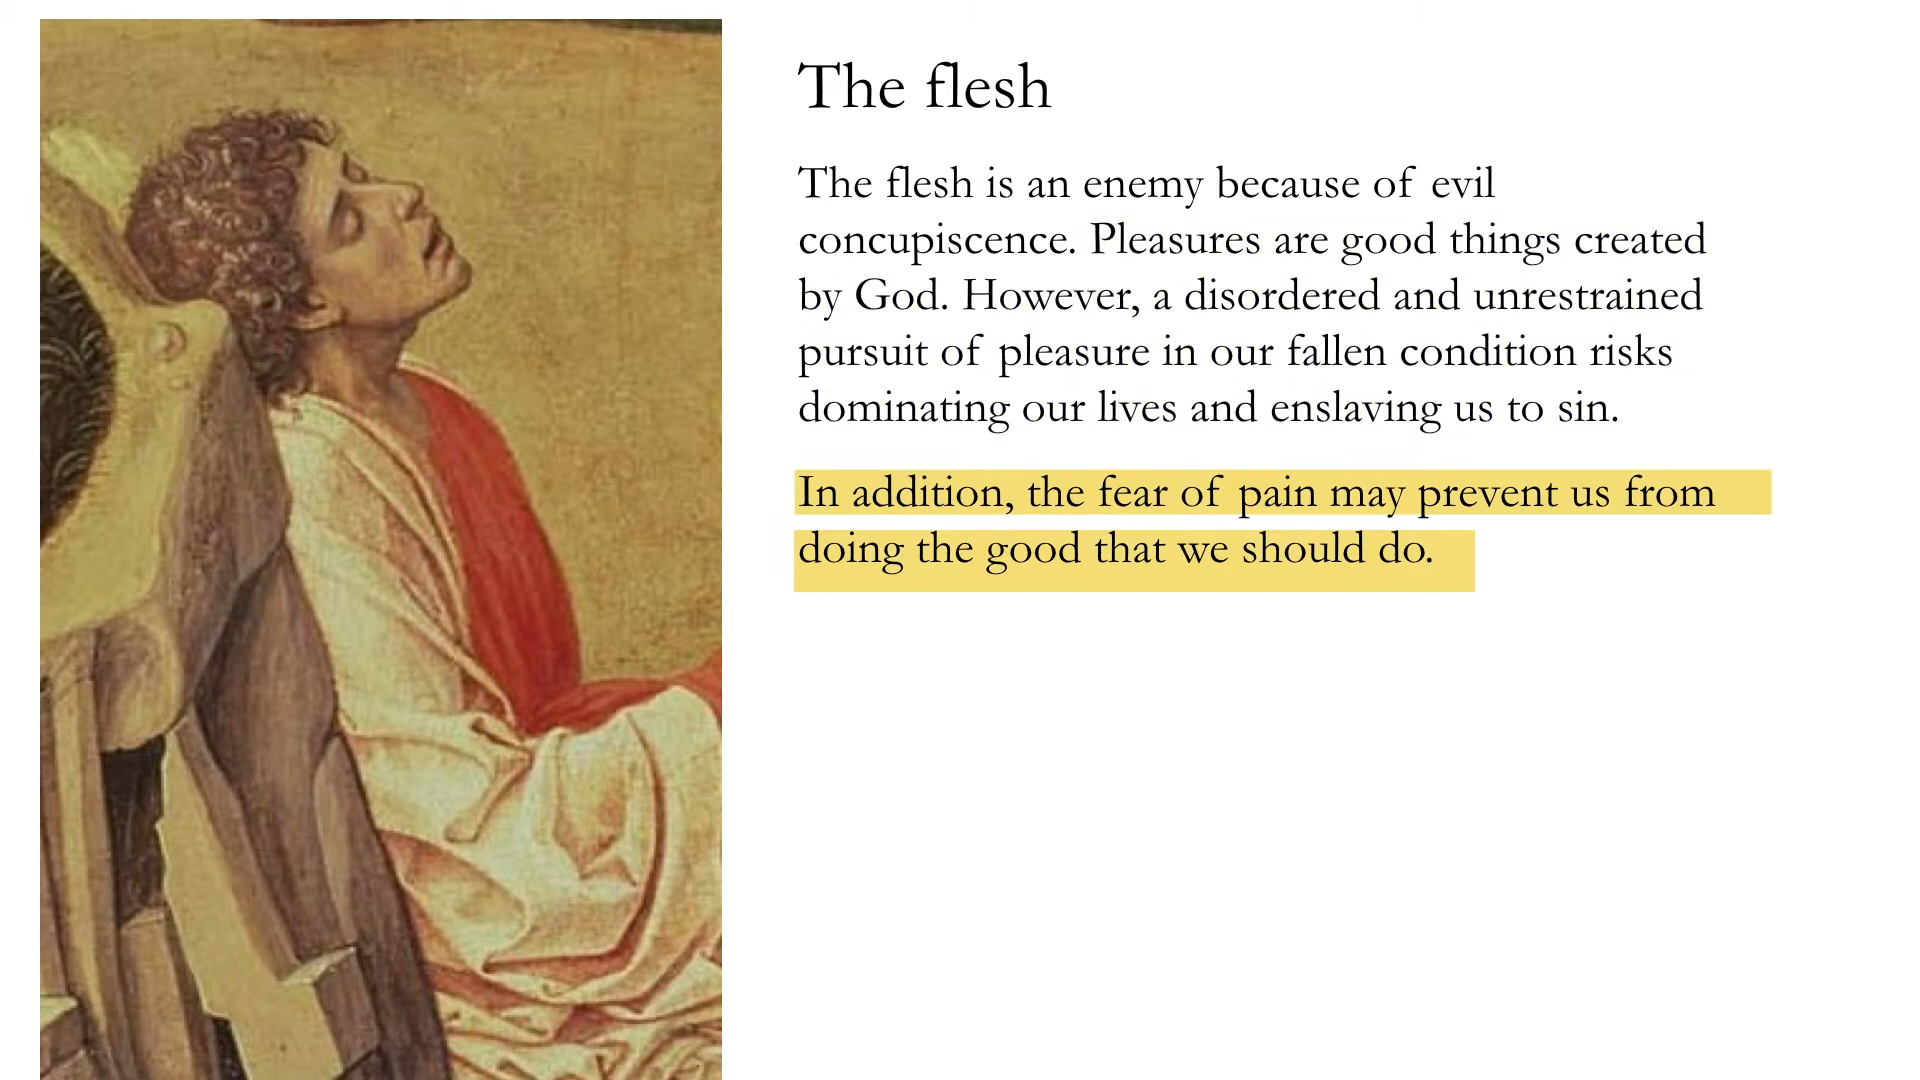 The flesh
The flesh is an enemy because of evil
concupiscence. Pleasures are good things created
by God. However, a disordered and unrestrained
pursuit of pleasure in our fallen condition risks
dominating our lives and enslaving us to sin.
In addition, the fear of pain may prevent us from
doing the good that we should do.